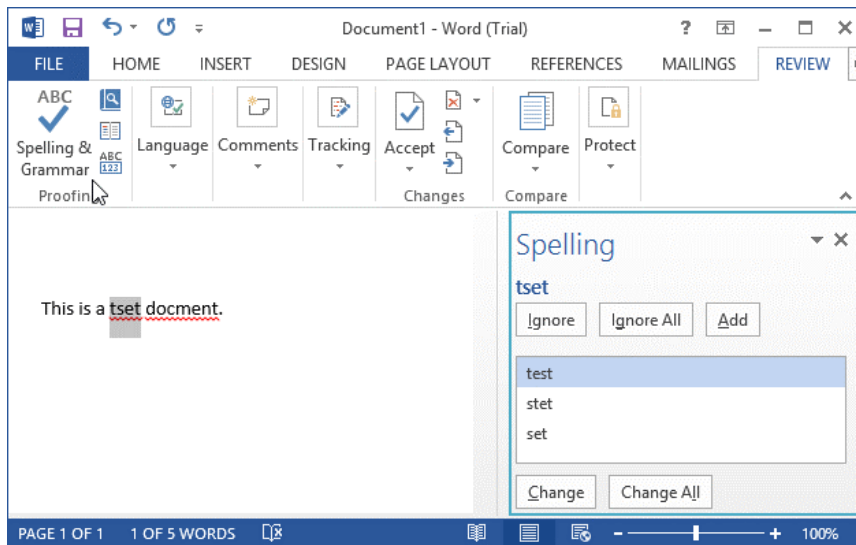 Document1 - Word (Trial)
FILE HOME INSERT DESIGN PAGE LAYOUT REFERENCES MAILINGS REVIEW
ABC
Spelling &
Grammar
ABC
123
Language
Comments
Tracking
Accept
Compare
Protect
Proofin
Changes
Compare
This is a tset docment.
Spelling
tset
Ignore Ignore All Add
test
stet
set
Change Change All
PAGE 1 OF 1 1 OF 5 WORDS 100%